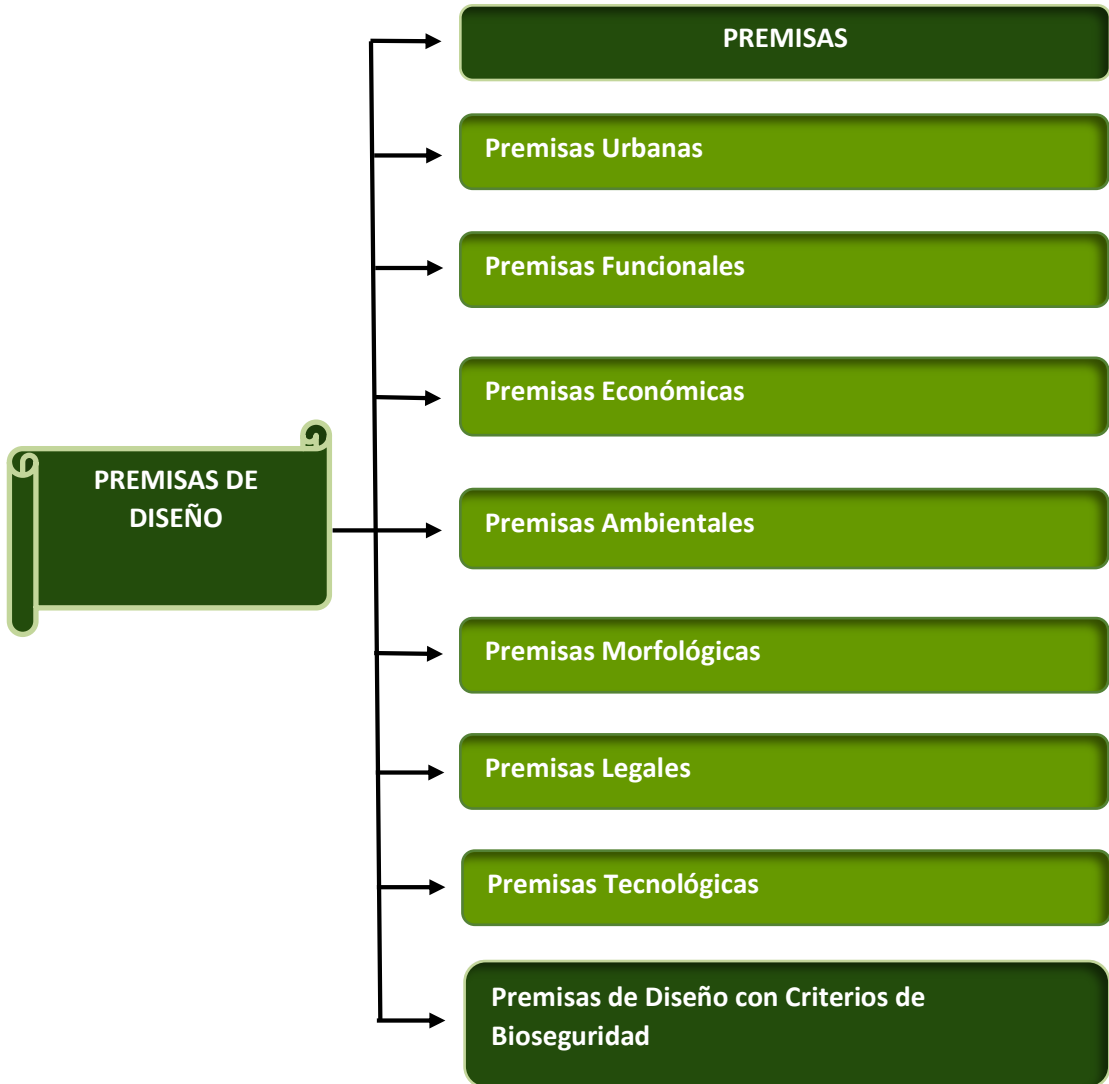 PREMISAS
Premisas Urbanas
Premisas Funcionales
Premisas Económicas
PREMISAS DE
DISEÑO
Premisas Ambientales
Premisas Morfológicas
Premisas Legales
Premisas Tecnológicas
Premisas de Diseño con Criterios de
Bioseguridad